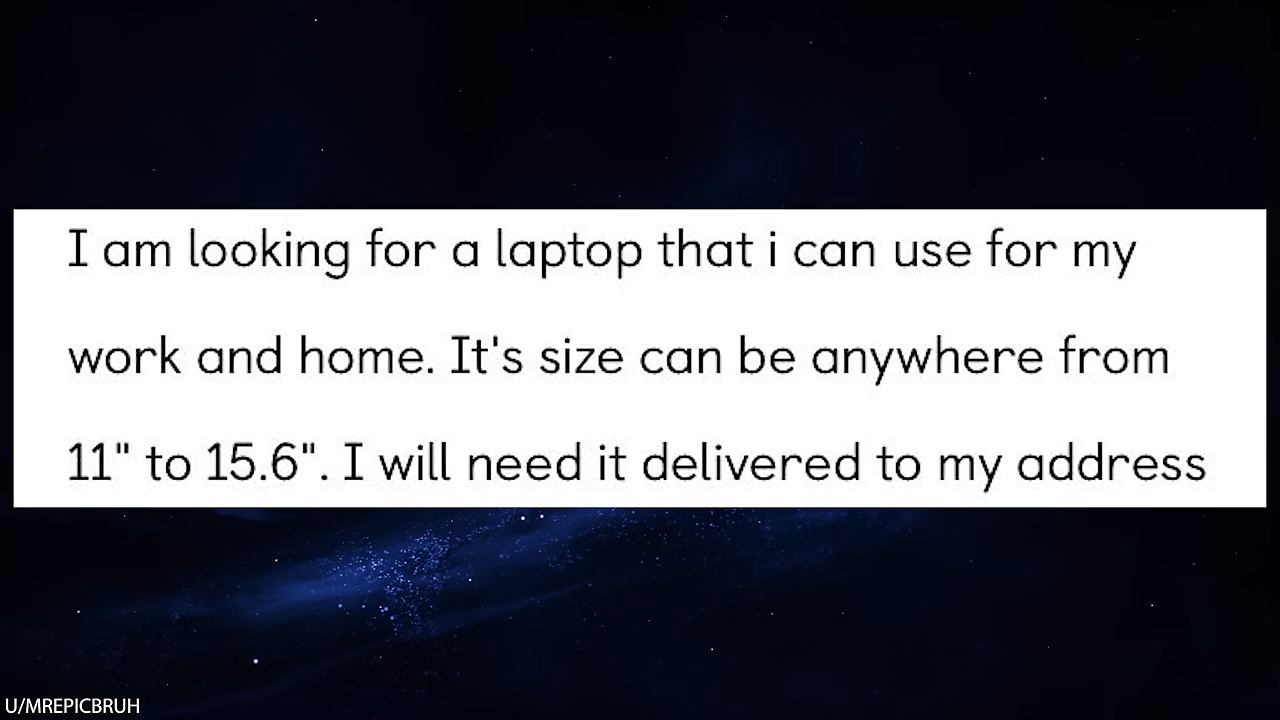 I am looking for a laptop that i can use for my
work and home. It's size can be anywhere from
11" to 15.6". I will need it delivered to my address
U/MREPICBRUH